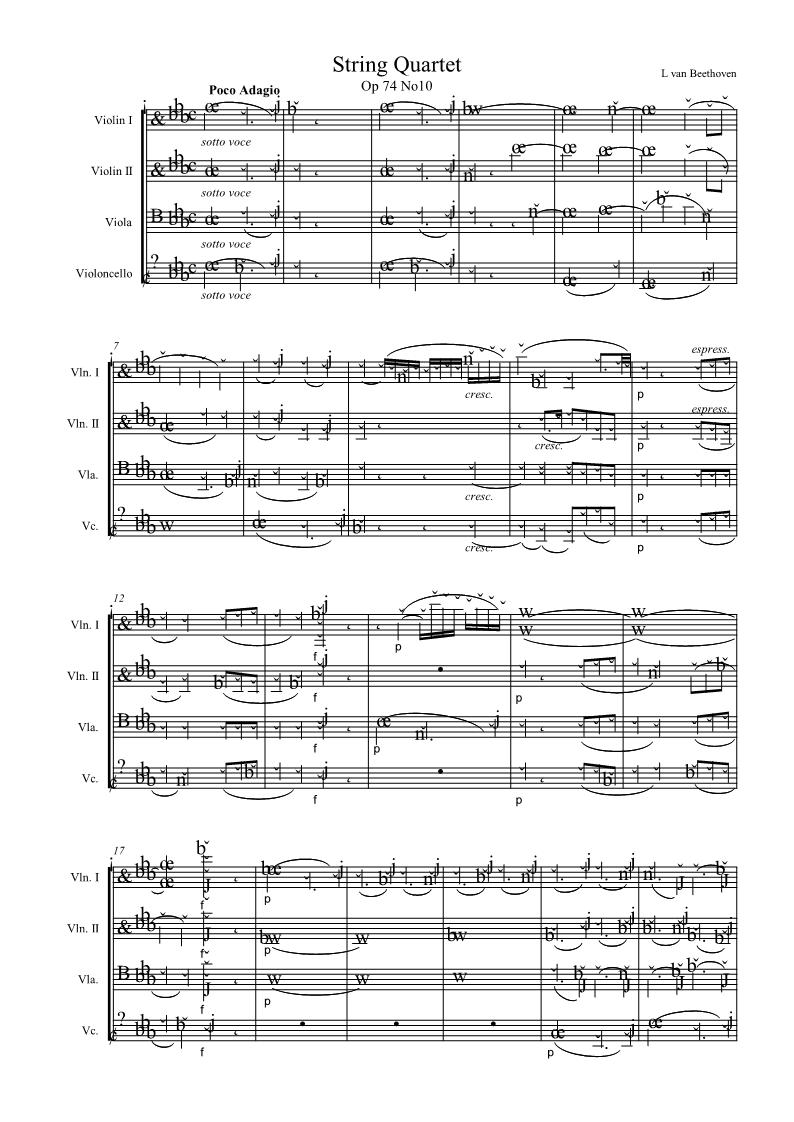 String Quartet
Op 74 No10
L van Beethoven
Poco Adagio
Violin I
sotto voce
Violin II
sotto voce
Viola
sotto voce
Violoncello
sotto voce
7
espress.
Vln. I
cresc.
p
espress.
Vln. II
cresc.
p
Vla.
cresc.
p
Vc.
cresc.
p
12
Vln. I
f
p
Vln. II
f
p
Vla.
f
p
Vc.
f
p
17
Vln. I
f
p
Vln. II
f
p
Vla.
f
p
Vc.
f
p